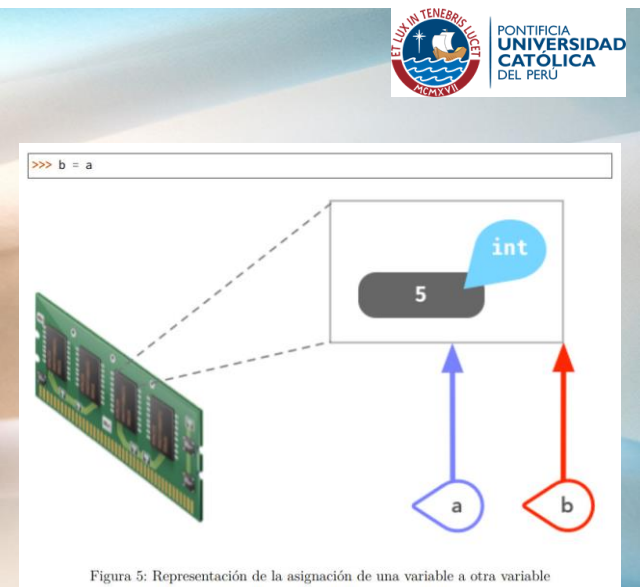 ET LUX IN TENEBRIS LUCET
MCMXVII
PONTIFICIA
UNIVERSIDAD
CATÓLICA
DEL PERÚ
>>> b = a
int
5
a
b
Figura 5: Representación de la asignación de una variable a otra variable